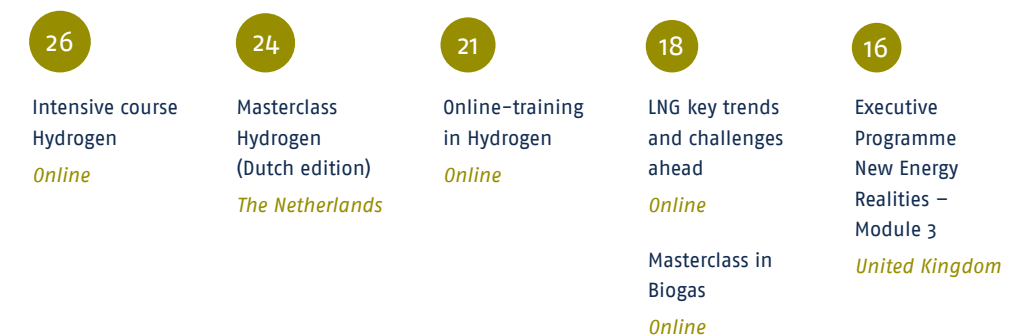 26
Intensive course
Hydrogen
Online
24
Masterclass
Hydrogen
(Dutch edition)
The Netherlands
21
Online-training
in Hydrogen
Online
18
LNG key trends
and challenges
ahead
Online
Masterclass in
Biogas
Online
16
Executive
Programme
New Energy
Realities –
Module 3
United Kingdom